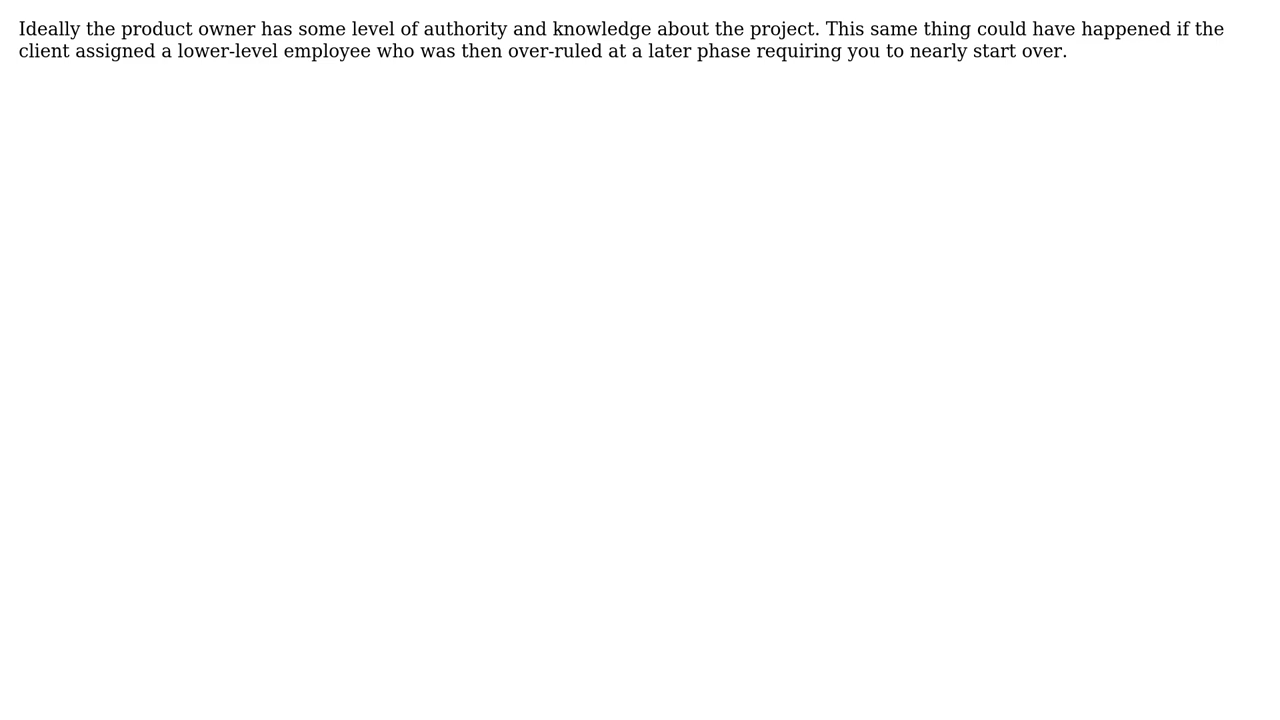 Ideally the product owner has some level of authority and knowledge about the project. This same thing could have happened if the
client assigned a lower-level employee who was then over-ruled at a later phase requiring you to nearly start over.